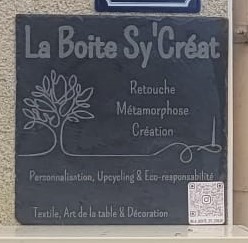 La Boite Sy'Créat
Retouche
Métamorphose
Création
Personnalisation, Upcycling & Eco-responsabilité
Textile, Art de la table & Décoration